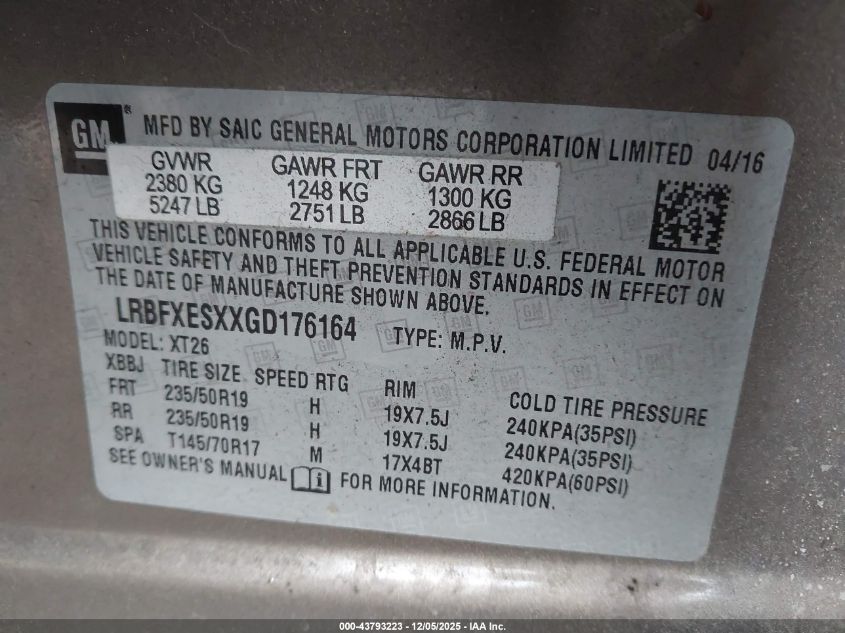 GM®
MFD BY SAIC GENERAL MOTORS CORPORATION LIMITED 04/16
GVWR GAWR FRT GAWR RR
2380 KG 1248 KG 1300 KG
5247 LB 2751 LB 2866 LB
THIS VEHICLE CONFORMS TO ALL APPLICABLE U.S. FEDERAL MOTOR
VEHICLE SAFETY AND THEFT PREVENTION STANDARDS IN EFFECT ON
THE DATE OF MANUFACTURE SHOWN ABOVE.
LRBFXESXXGD176164 TYPE: M.P.V.
MODEL: XT26
XBBJ TIRE SIZE SPEED RTG RIM COLD TIRE PRESSURE
FRT 235/50R19 H 19X7.5J 240KPA(35PSI)
RR 235/50R19 H 19X7.5J 240KPA(35PSI)
SPA T145/70R17 M 17X4BT 420KPA(60PSI)
SEE OWNER'S MANUAL FOR MORE INFORMATION.
000-43793223 - 12/05/2025 - IAA Inc.